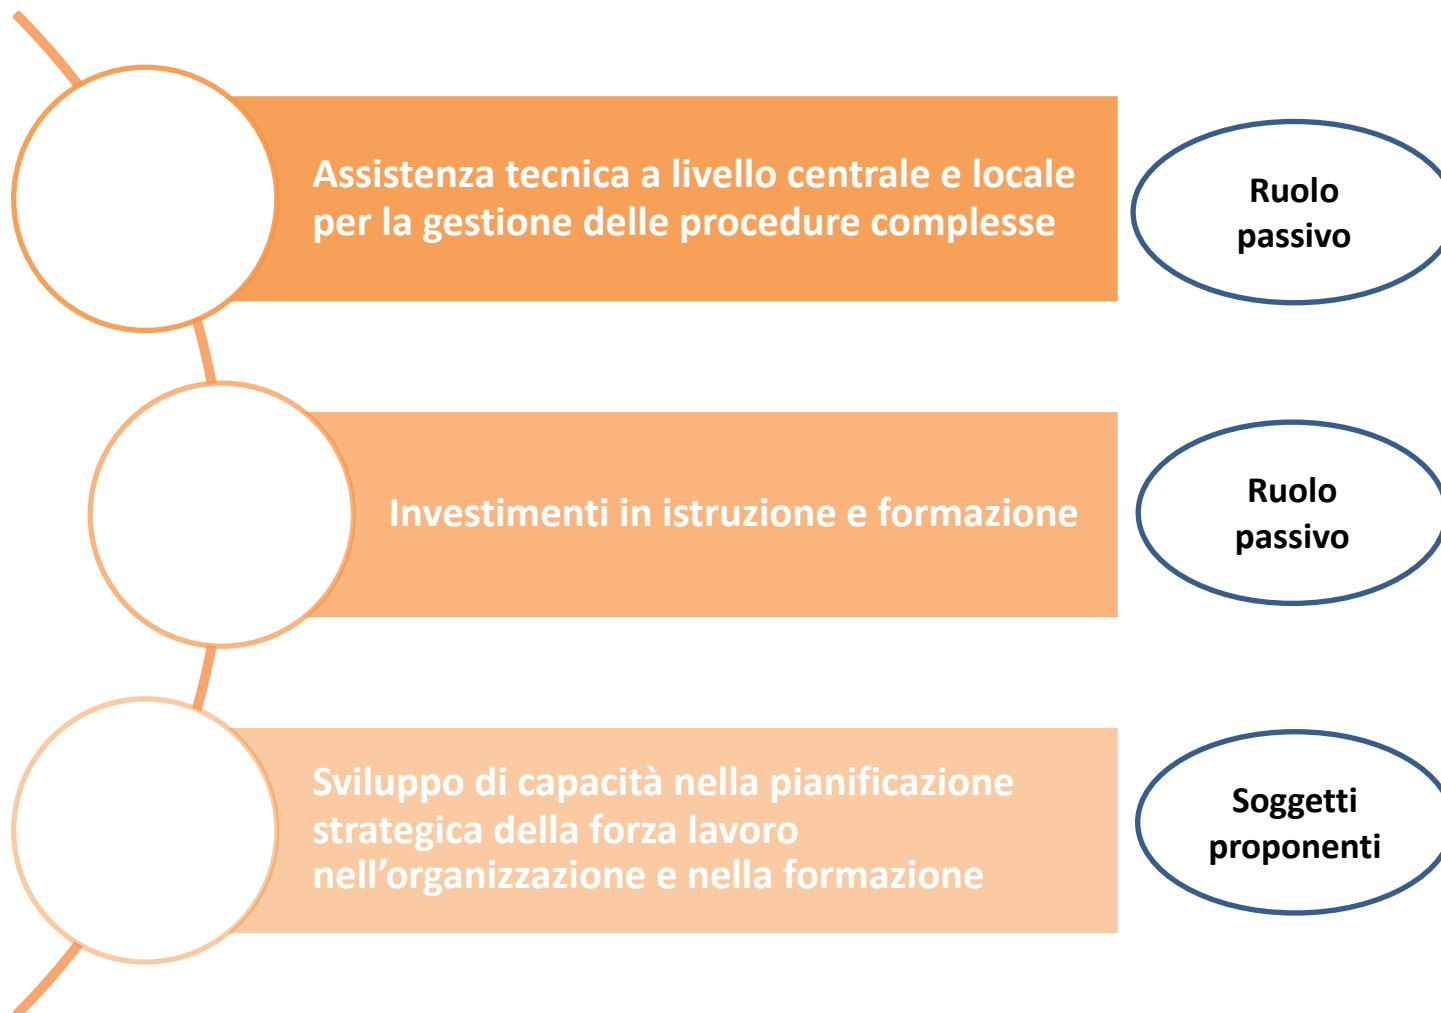 Assistenza tecnica a livello centrale e locale
per la gestione delle procedure complesse
Ruolo
passivo
Investimenti in istruzione e formazione
Ruolo
passivo
Sviluppo di capacità nella pianificazione
strategica della forza lavoro
nell’organizzazione e nella formazione
Soggetti
proponenti